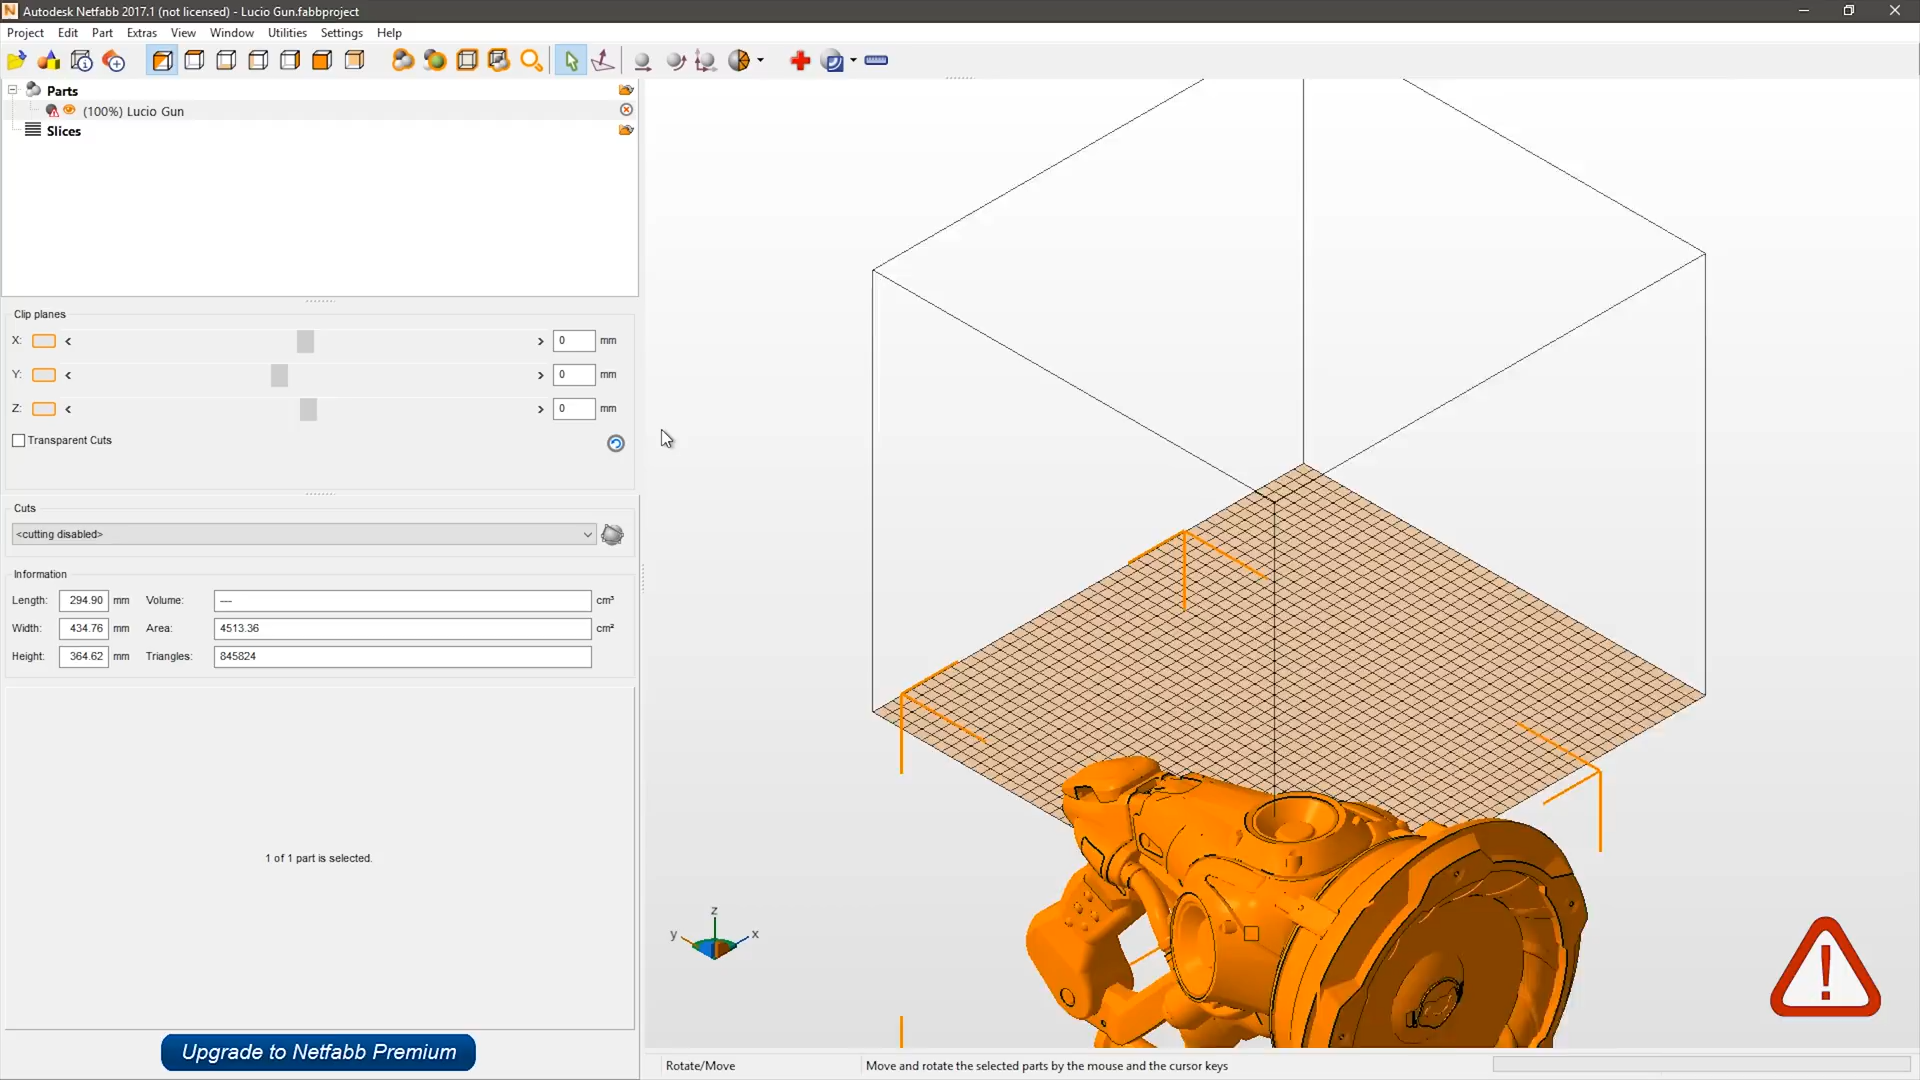 Autodesk Netfabb 2017.1 (not licensed) - Lucio Gun.fabbproject
Project Edit Part Extras View Window Utilities Settings Help
Parts
(100%) Lucio Gun
Slices
Clip planes
X: < > 0 mm
Y: < > 0 mm
Z: < > 0 mm
Transparent Cuts
Cuts
<cutting disabled>
Information
Length: 294.90 mm Volume: --- cm³
Width: 434.76 mm Area: 4513.36 cm²
Height: 364.62 mm Triangles: 845824
1 of 1 part is selected.
z
y x
Upgrade to Netfabb Premium
Rotate/Move Move and rotate the selected parts by the mouse and the cursor keys